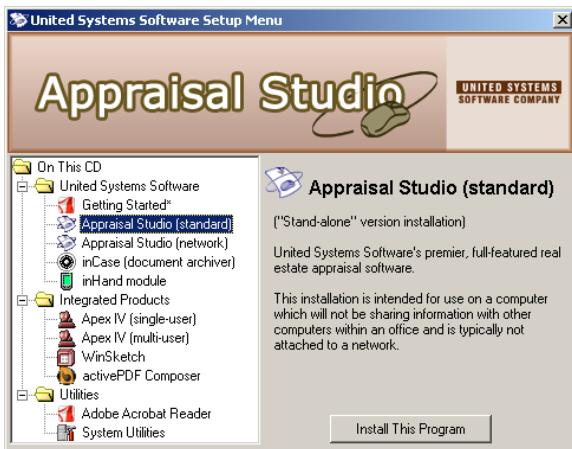 United Systems Software Setup Menu
Appraisal Studio
UNITED SYSTEMS
SOFTWARE COMPANY
On This CD
United Systems Software
Getting Started*
Appraisal Studio (standard)
Appraisal Studio (network)
inCase (document archiver)
inHand module
Integrated Products
Apex IV (single-user)
Apex IV (multi-user)
WinSketch
activePDF Composer
Utilities
Adobe Acrobat Reader
System Utilities
Appraisal Studio (standard)
("Stand-alone" version installation)
United Systems Software's premier, full-featured real
estate appraisal software.
This installation is intended for use on a computer
which will not be sharing information with other
computers within an office and is typically not
attached to a network.
Install This Program